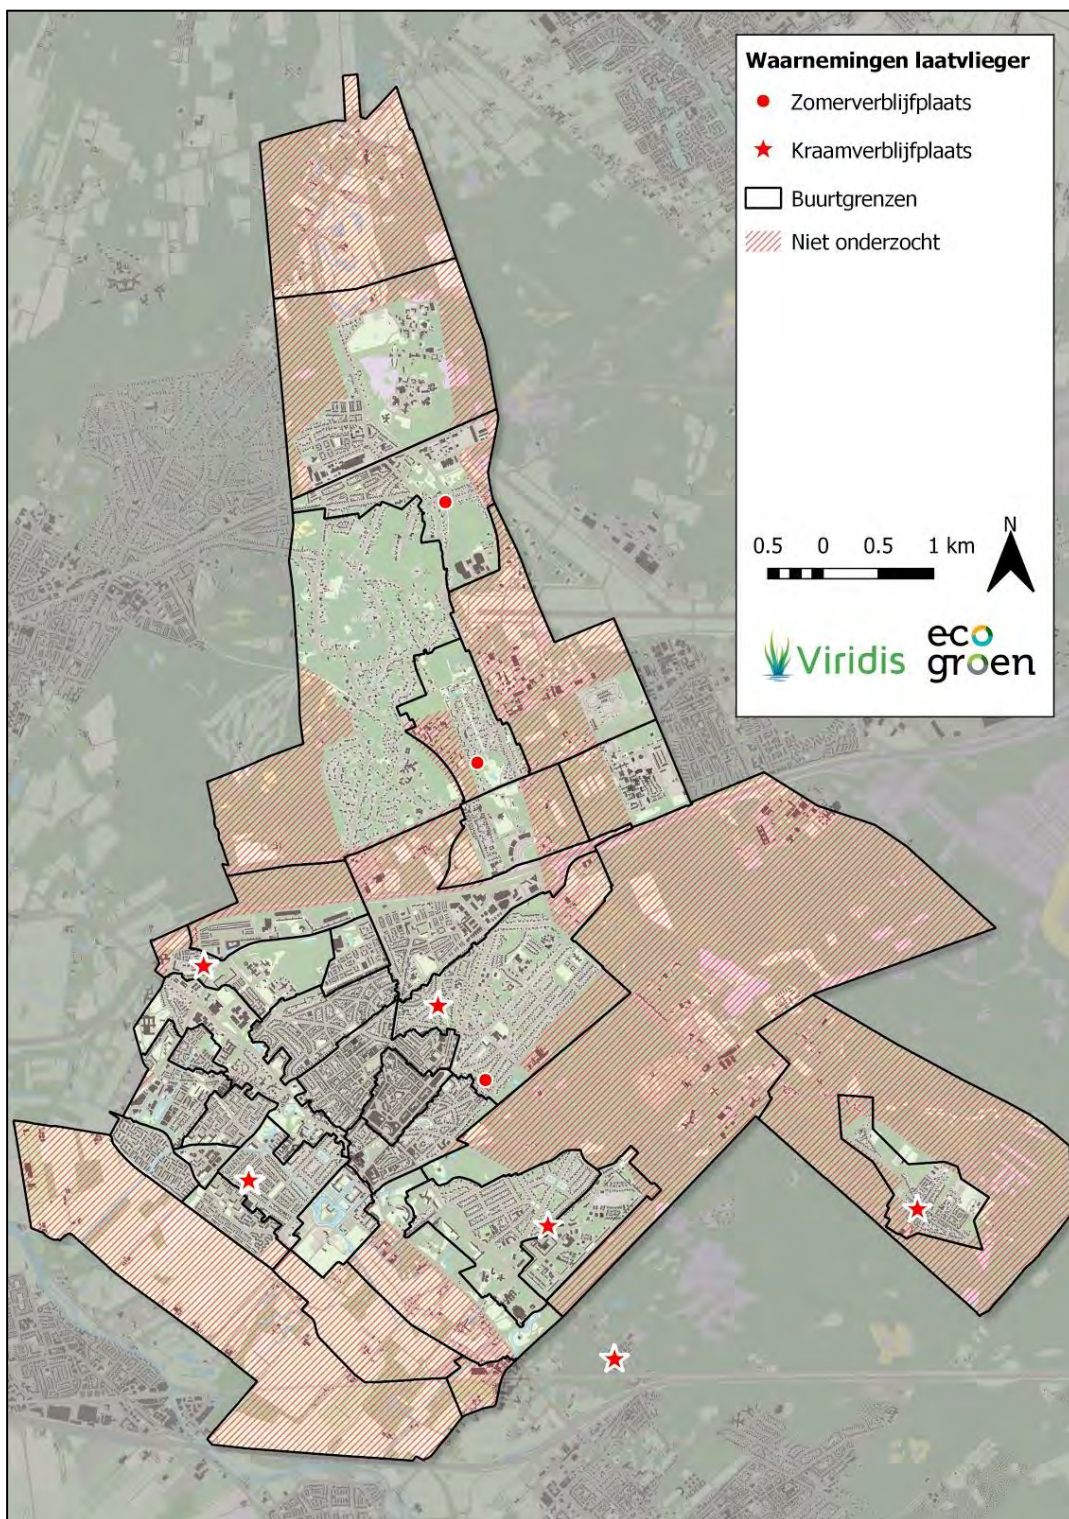 Waarnemingen laatvlieger
Zomerverblijfplaats
Kraamverblijfplaats
Buurtgrenzen
Niet onderzocht
N
0.5 0 0.5 1 km
Viridis
eco
groen